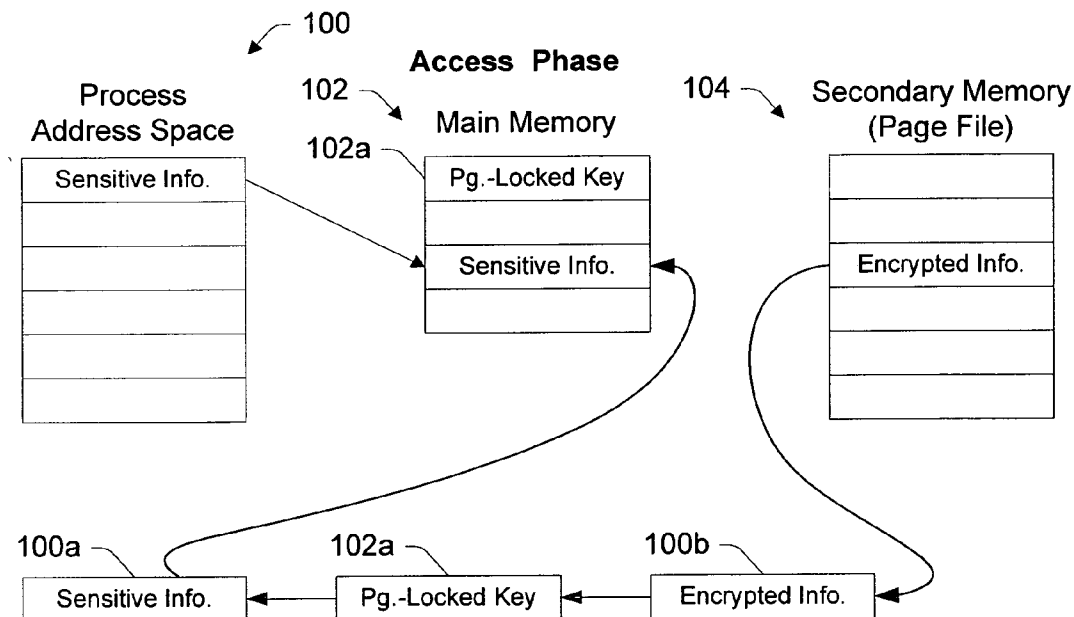 100
Access Phase
Process
Address Space
102
Main Memory
104
Secondary Memory
(Page File)
102a
Sensitive Info.
Pg.-Locked Key
Sensitive Info.
Encrypted Info.
100a
102a
100b
Sensitive Info.
Pg.-Locked Key
Encrypted Info.